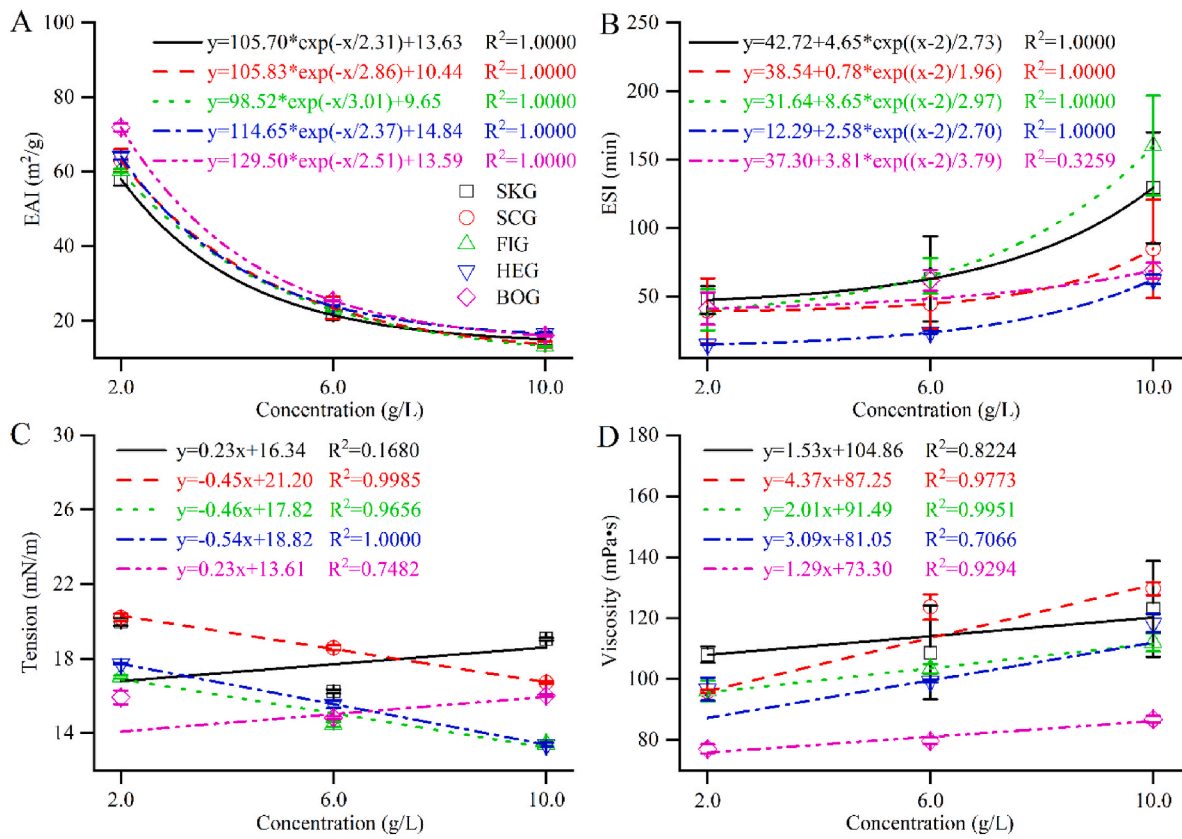 A
EAI (m²/g)
100
80
60
40
20
y=105.70*exp(-x/2.31)+13.63 R²=1.0000
y=105.83*exp(-x/2.86)+10.44 R²=1.0000
y=98.52*exp(-x/3.01)+9.65 R²=1.0000
y=114.65*exp(-x/2.37)+14.84 R²=1.0000
y=129.50*exp(-x/2.51)+13.59 R²=1.0000
SKG
SCG
FIG
HEG
BOG
2.0 6.0 10.0
Concentration (g/L)
B
ESI (min)
250
200
150
100
50
y=42.72+4.65*exp((x-2)/2.73) R²=1.0000
y=38.54+0.78*exp((x-2)/1.96) R²=1.0000
y=31.64+8.65*exp((x-2)/2.97) R²=1.0000
y=12.29+2.58*exp((x-2)/2.70) R²=1.0000
y=37.30+3.81*exp((x-2)/3.79) R²=0.3259
2.0 6.0 10.0
Concentration (g/L)
C
Tension (mN/m)
30
26
22
18
14
y=0.23x+16.34 R²=0.1680
y=-0.45x+21.20 R²=0.9985
y=-0.46x+17.82 R²=0.9656
y=-0.54x+18.82 R²=1.0000
y=0.23x+13.61 R²=0.7482
2.0 6.0 10.0
Concentration (g/L)
D
Viscosity (mPa•s)
180
160
140
120
100
80
y=1.53x+104.86 R²=0.8224
y=4.37x+87.25 R²=0.9773
y=2.01x+91.49 R²=0.9951
y=3.09x+81.05 R²=0.7066
y=1.29x+73.30 R²=0.9294
2.0 6.0 10.0
Concentration (g/L)